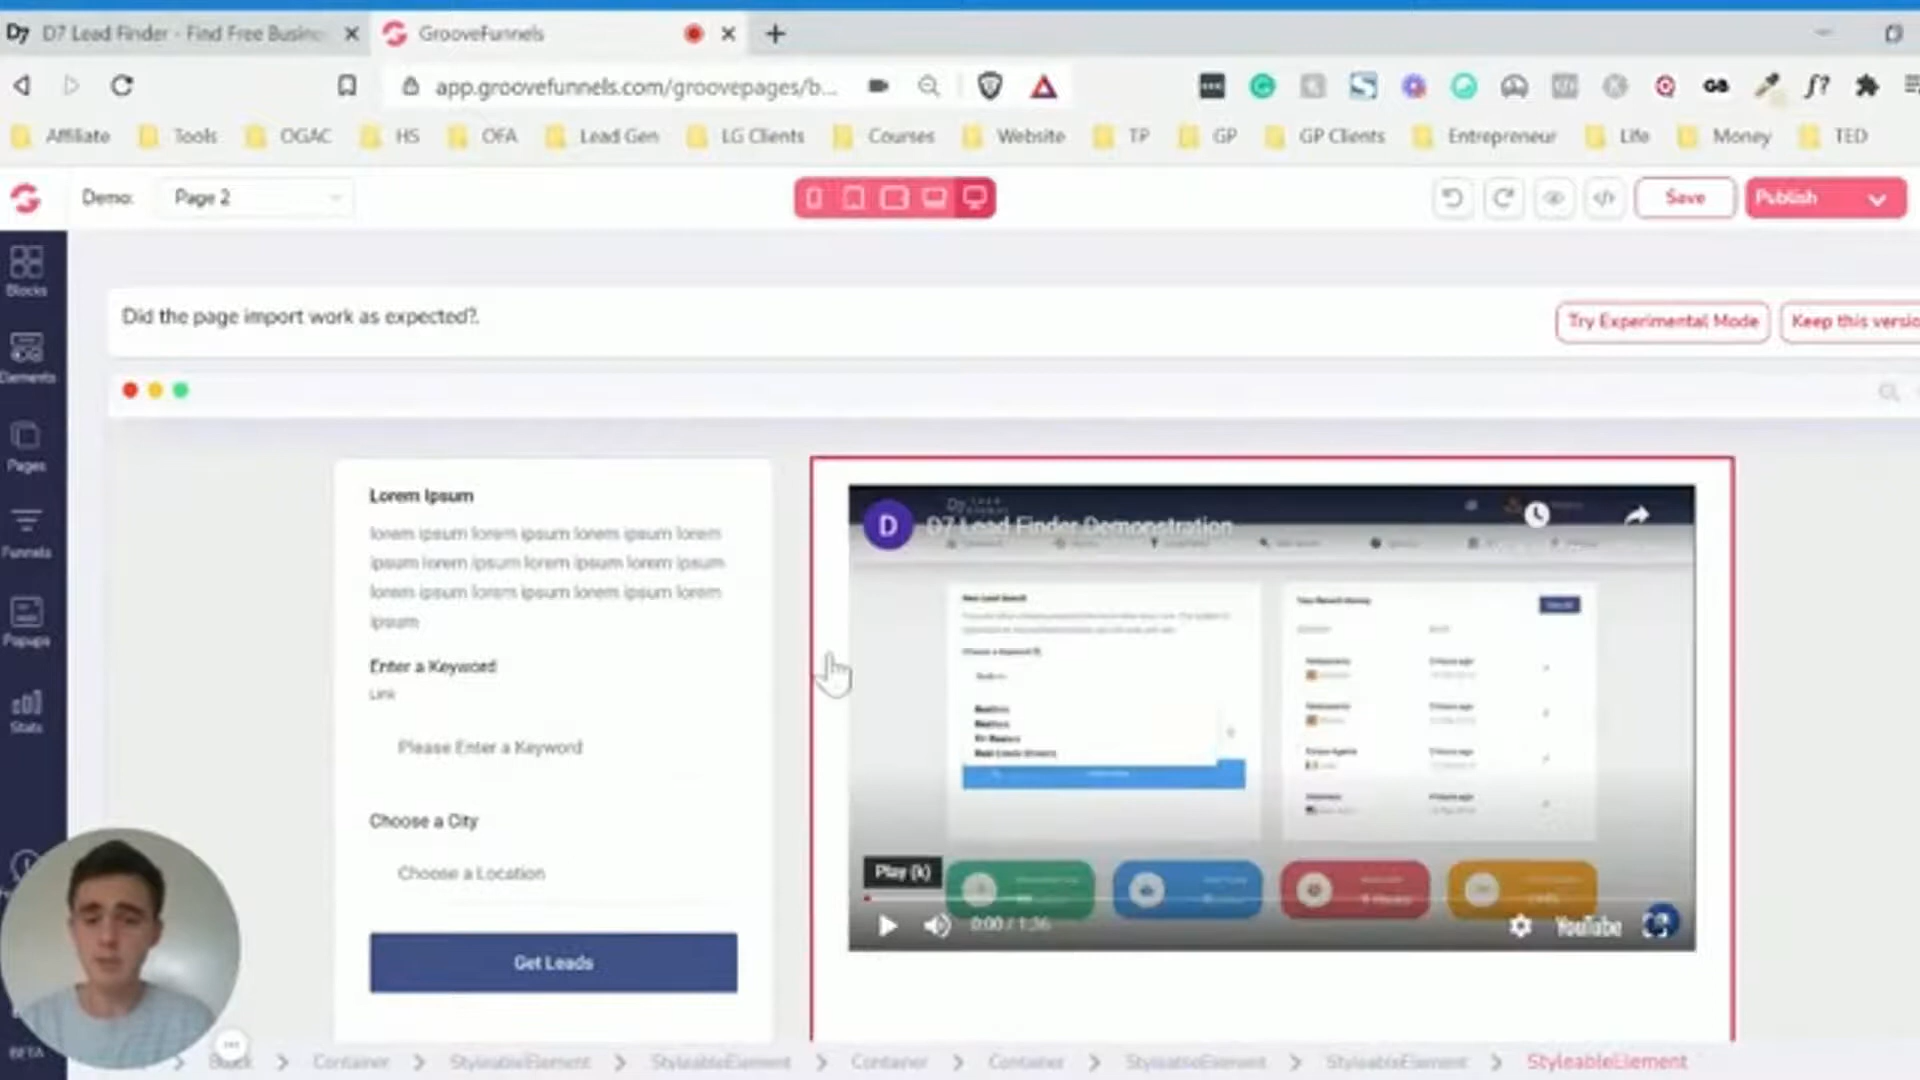 D7 Lead Finder - Find Free Busine
GrooveFunnels
app.groovefunnels.com/groovepages/b...
Affiliate
Tools
OGAC
HS
OFA
Lead Gen
LG Clients
Courses
Website
TP
GP
GP Clients
Entrepreneur
Life
Money
TED
Demo:
Page 2
Save
Publish
Blocks
Elements
Pages
Funnels
Popups
Stats
BETA
Did the page import work as expected?.
Try Experimental Mode
Keep this versio
Lorem Ipsum
lorem ipsum lorem ipsum lorem ipsum lorem
ipsum lorem ipsum lorem ipsum lorem ipsum
lorem ipsum lorem ipsum lorem ipsum lorem
ipsum
Enter a Keyword
Link
Please Enter a Keyword
Choose a City
Choose a Location
Get Leads
D
D7 Lead Finder Demonstration
Play (k)
0:00 / 1:36
YouTube
Block
Container
StyleableElement
StyleableElement
Container
Container
StyleableElement
StyleableElement
StyleableElement